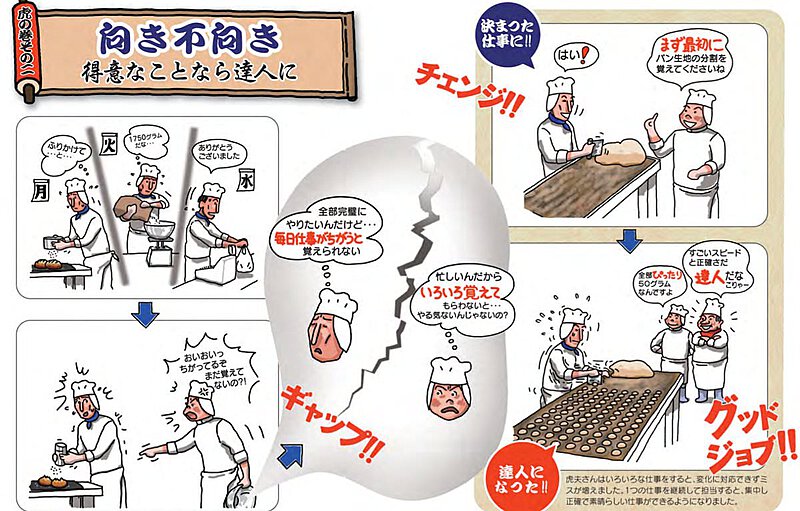 虎の巻その二
向き不向き
得意なことなら達人に
月
ふりかけて
と・・・
火
1750グラム
だな・・・
水
ありがとう
ございました
おいおいっ
ちがってるぞ
まだ覚えて
ないの?!
全部完璧に
やりたいんだけど・・・
毎日仕事がちがうと
覚えられない
忙しいんだから
いろいろ覚えて
もらわないと・・・
やる気ないんじゃないの?
ギャップ!!
決まった
仕事に!!
チェンジ!!
はい!
まず最初に
パン生地の分割を
覚えてくださいね
全部ぴったり
50グラム
なんですよ
すごいスピード
と正確さだ
達人だな
こりゃー
グッド
ジョブ!!
達人に
なった!!
虎夫さんはいろいろな仕事をすると、変化に対応できずミ
スが増えました。1つの仕事を継続して担当すると、集中し
正確で素晴らしい仕事ができるようになりました。